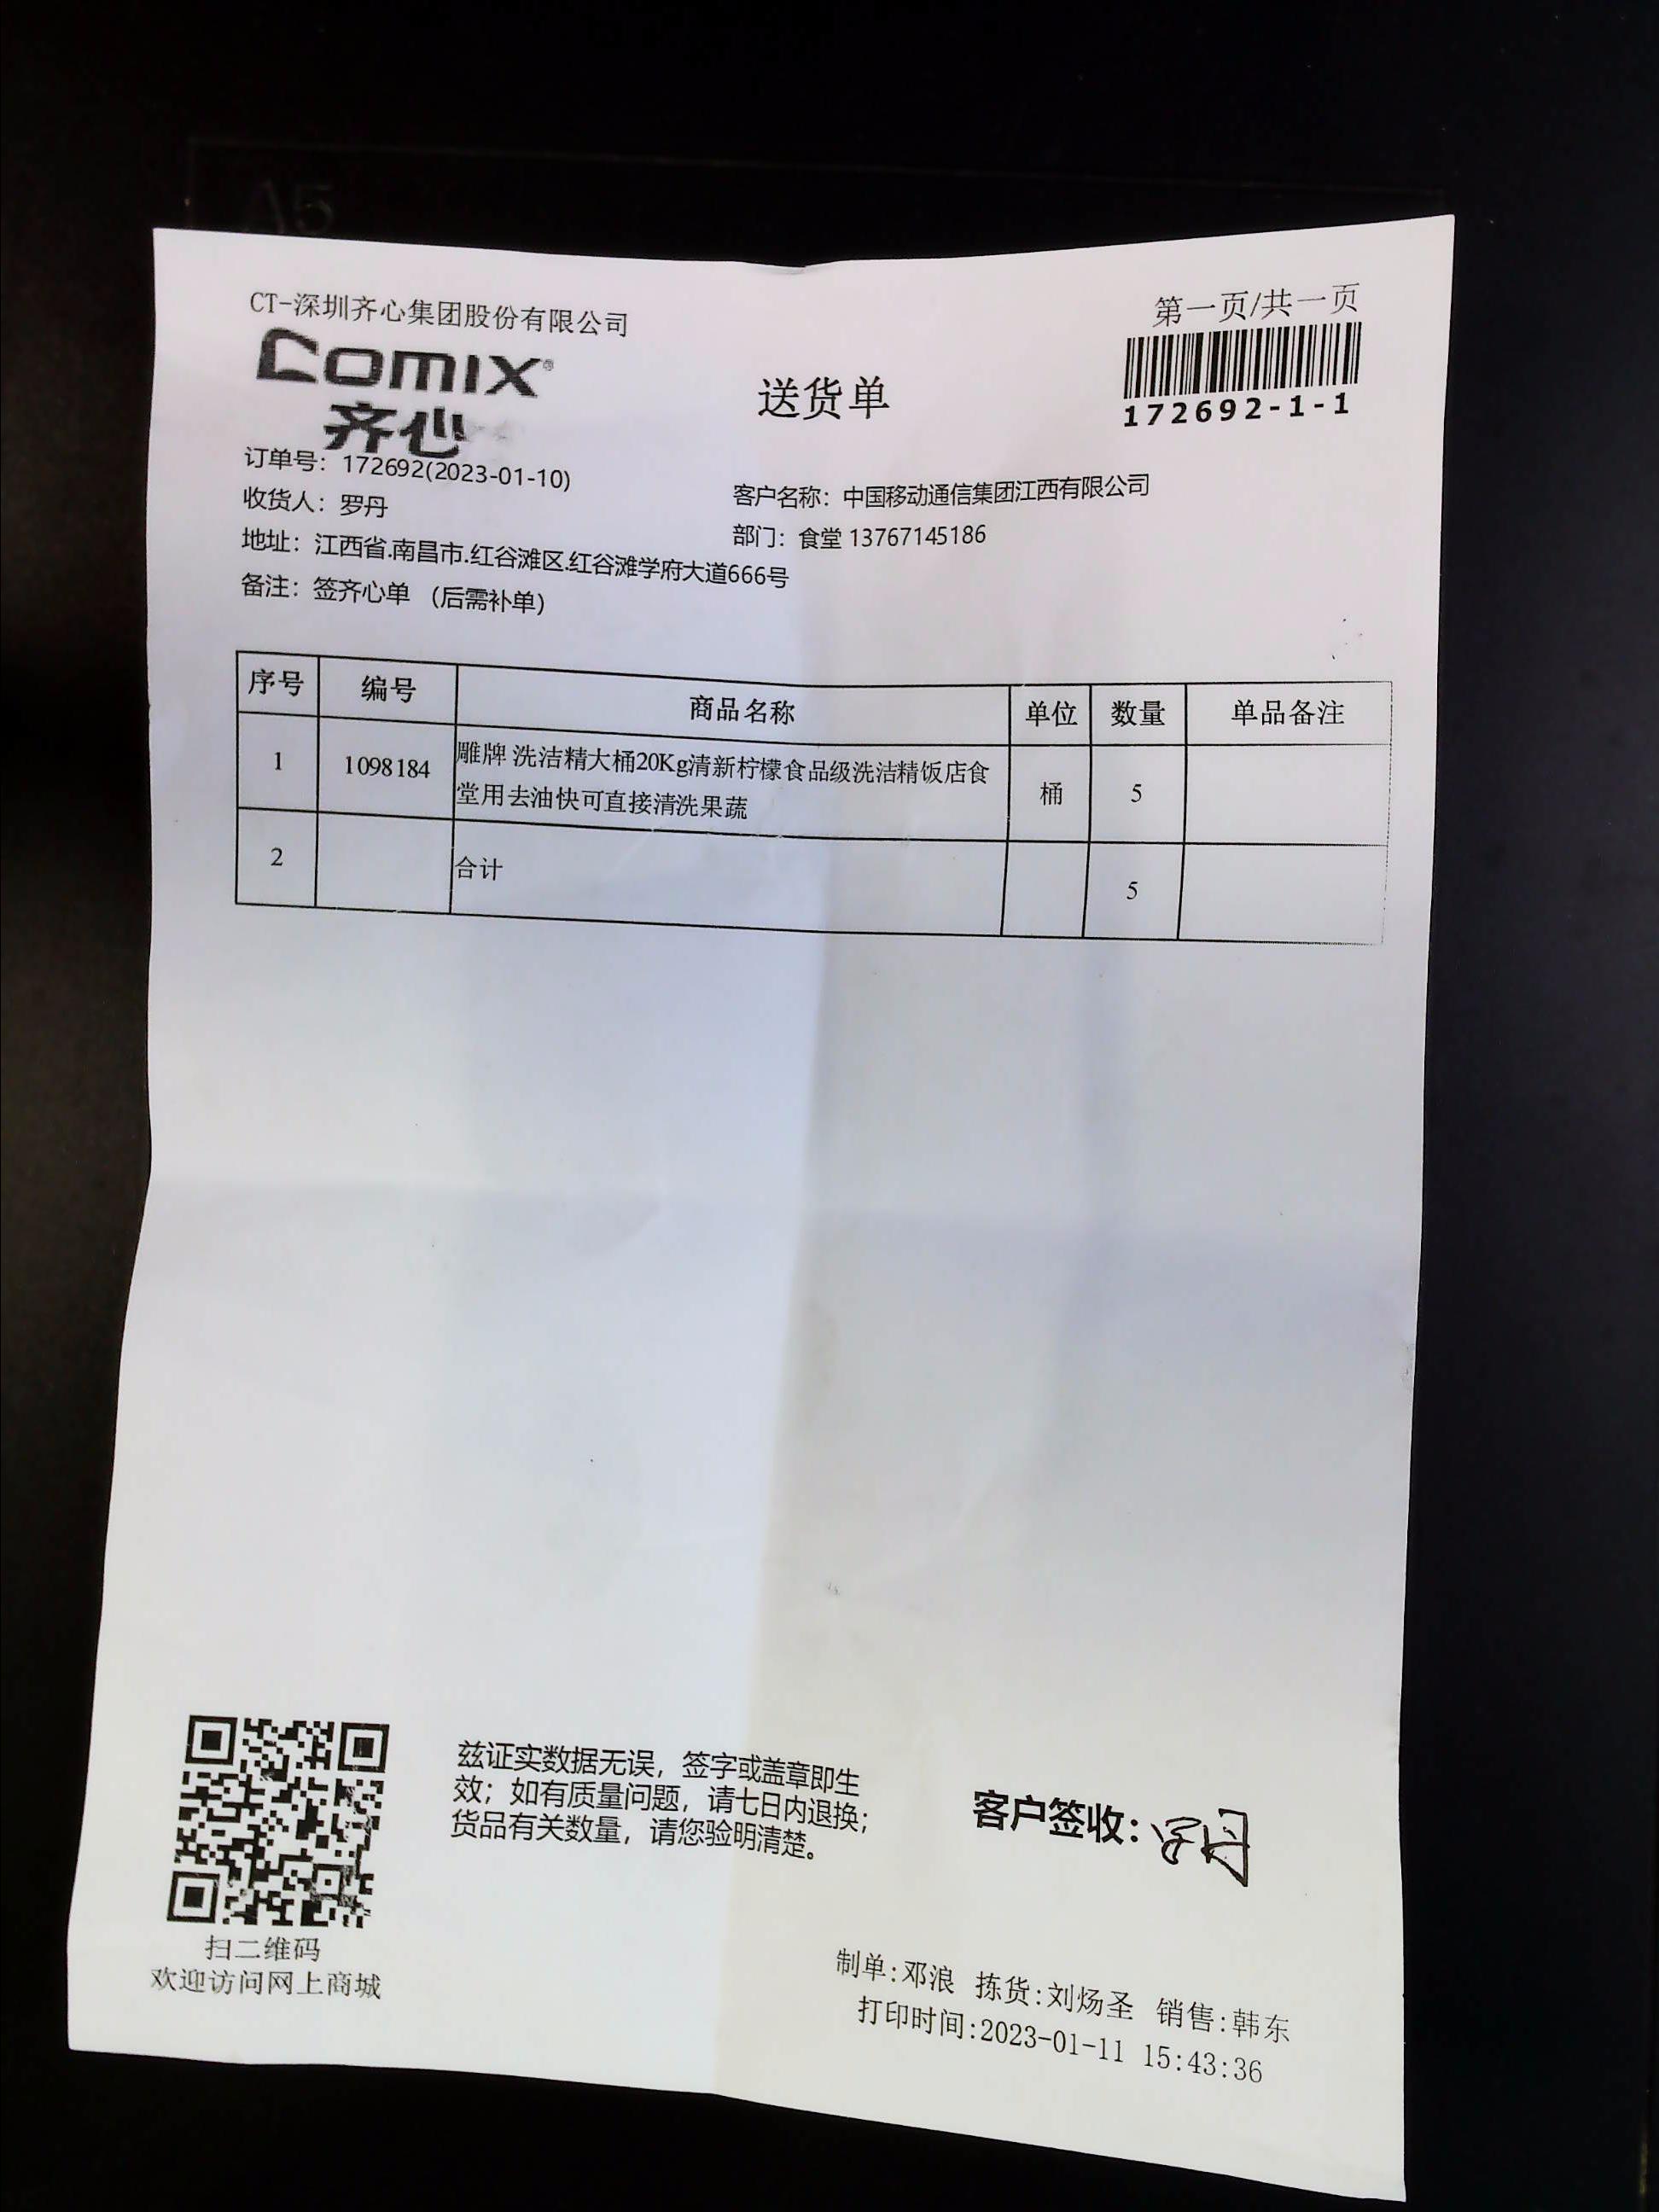 A5
CT-深圳齐心集团股份有限公司
第一页/共一页
COMIX®
齐心
送货单
172692-1-1
订单号：172692(2023-01-10)
客户名称：中国移动通信集团江西有限公司
收货人：罗丹
部门：食堂 13767145186
地址：江西省.南昌市.红谷滩区.红谷滩学府大道666号
备注：签齐心单 （后需补单）
序号 编号 商品名称 单位 数量 单品备注
1 1098184 雕牌 洗洁精大桶20Kg清新柠檬食品级洗洁精饭店食 桶 5
堂用去油快可直接清洗果蔬
2 合计 5
兹证实数据无误，签字或盖章即生
效；如有质量问题，请七日内退换；
货品有关数量，请您验明清楚。
客户签收：罗丹
扫二维码
欢迎访问网上商城
制单:邓浪 拣货:刘炀圣 销售:韩东
打印时间:2023-01-11 15:43:36